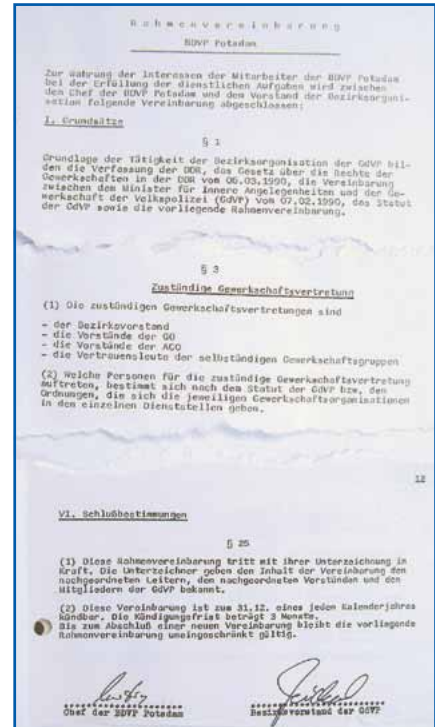 Rahmenvereinbarung
BDVP Potsdam
Zur Wahrung der Interessen der Mitarbeiter der BDVP Potsdam
bei der Erfüllung der dienstlichen Aufgaben wird zwischen
den Chef der BDVP Potsdam und dem Vorstand der Bezirksorgani-
sation folgende Vereinbarung abgeschlossen:
I. Grundsätze
§ 1
Grundlage der Tätigkeit der Bezirksorganisation der GdVP bil-
den die Verfassung der DDR, das Gesetz über die Rechte der
Gewerkschaften in der DDR vom 06.03.1990, die Vereinbarung
zwischen dem Minister für Innere Angelegenheiten und der Ge-
werkschaft der Volkspolizei (GdVP) vom 07.02.1990, das Statut
der GdVP sowie die vorliegende Rahmenvereinbarung.
§ 3
Zuständige Gewerkschaftsvertretung
(1) Die zuständigen Gewerkschaftsvertretungen sind
- der Bezirksvorstand
- die Vorstände der GO
- die Vorstände der AGO
- die Vertrauensleute der selbständigen Gewerkschaftsgruppen
(2) Welche Personen für die zuständige Gewerkschaftsvertretung
auftreten, bestimmt sich nach dem Statut der GdVP bzw. den
Ordnungen, die sich die jeweiligen Gewerkschaftsorganisationen
in den einzelnen Dienststellen geben.
12
VI. Schlußbestimmungen
§ 25
(1) Diese Rahmenvereinbarung tritt mit ihrer Unterzeichnung in
Kraft. Die Unterzeichner geben den Inhalt der Vereinbarung den
nachgeordneten Leitern, den nachgeordneten Vorständen und den
Mitgliedern der GdVP bekannt.
(2) Diese Vereinbarung ist zum 31.12. eines jeden Kalenderjahres
kündbar. Die Kündigungsfrist beträgt 3 Monate.
Bis zum Abschluß einer neuen Vereinbarung bleibt die vorliegende
Rahmenvereinbarung uneingeschränkt gültig.
Chef der BDVP Potsdam Bezirksvorstand der GdVP